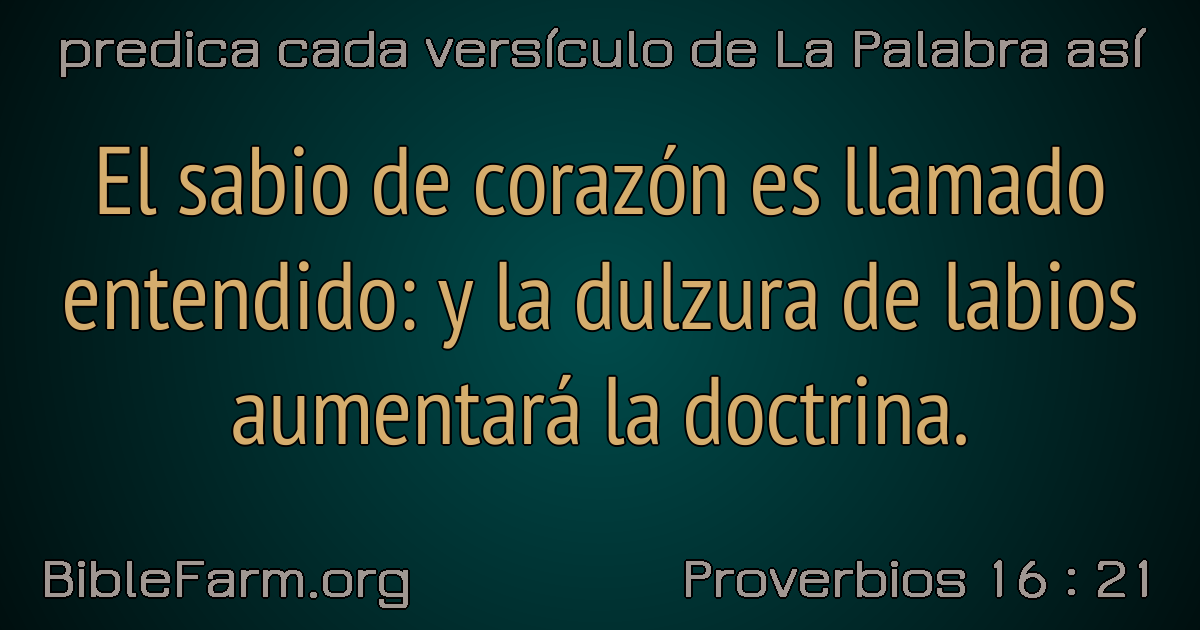 predica cada versículo de La Palabra así
El sabio de corazón es llamado
entendido: y la dulzura de labios
aumentará la doctrina.
BibleFarm.org
Proverbios 16 : 21